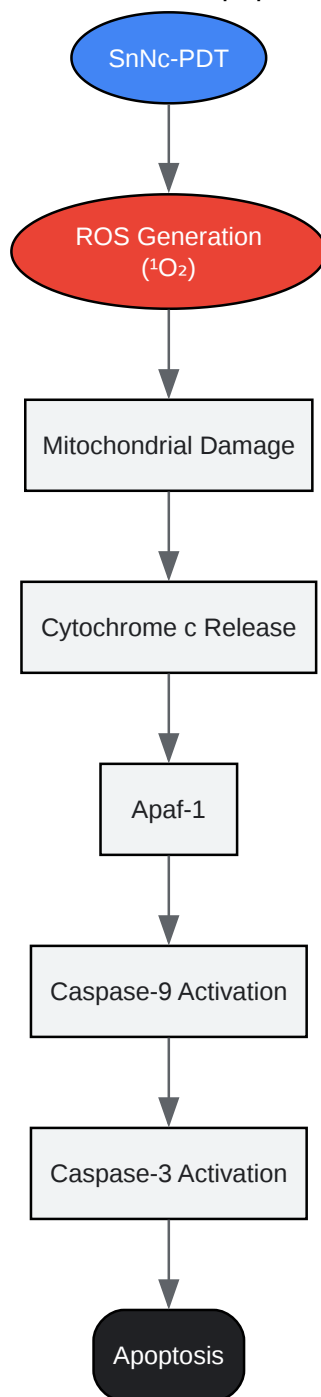 SnNc-PDT
ROS Generation
(¹O₂)
Mitochondrial Damage
Cytochrome c Release
Apaf-1
Caspase-9 Activation
Caspase-3 Activation
Apoptosis